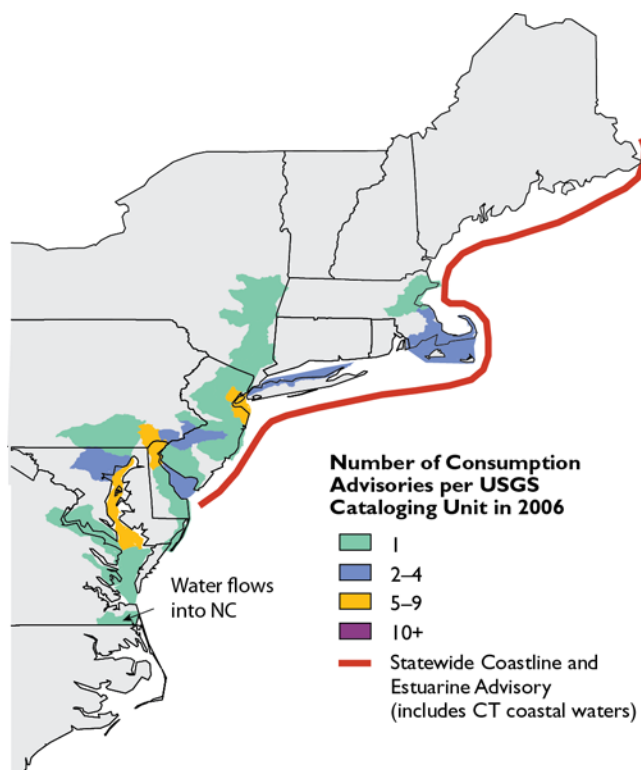 Number of Consumption
Advisories per USGS
Cataloging Unit in 2006
1
2–4
5–9
10+
Statewide Coastline and
Estuarine Advisory
(includes CT coastal waters)
Water flows
into NC